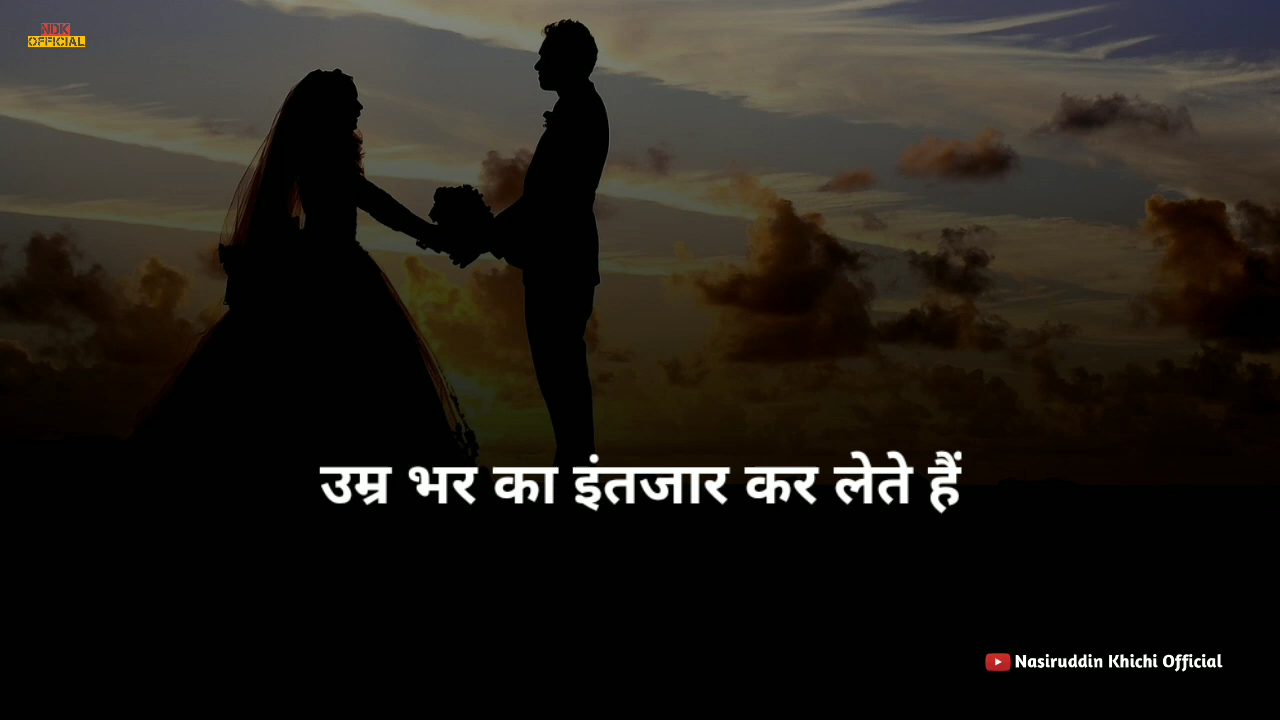 NDK
OFFICIAL
उम्र भर का इंतजार कर लेते हैं
Nasiruddin Khichi Official